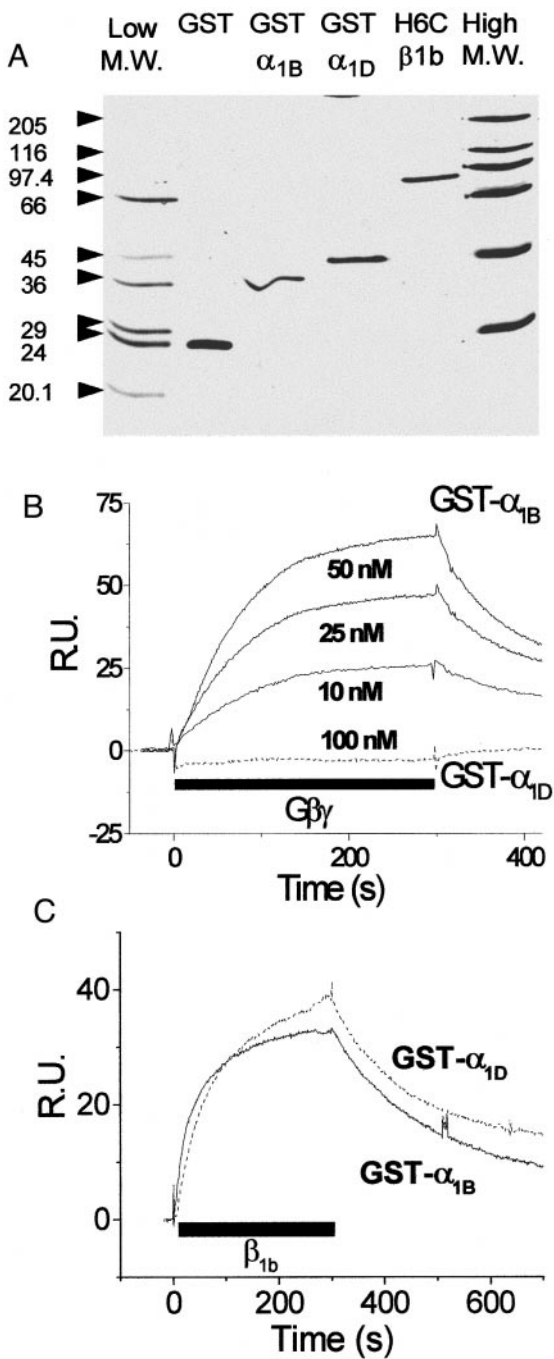 A
Low M.W.
GST
GST α1B
GST α1D
H6C β1b
High M.W.
205
116
97.4
66
45
36
29
24
20.1
B
75
50
25
0
-25
R.U.
GST-α1B
50 nM
25 nM
10 nM
100 nM
GST-α1D
Gβγ
0
200
400
Time (s)
C
40
20
0
R.U.
GST-α1D
GST-α1B
β1b
0
200
400
600
Time (s)